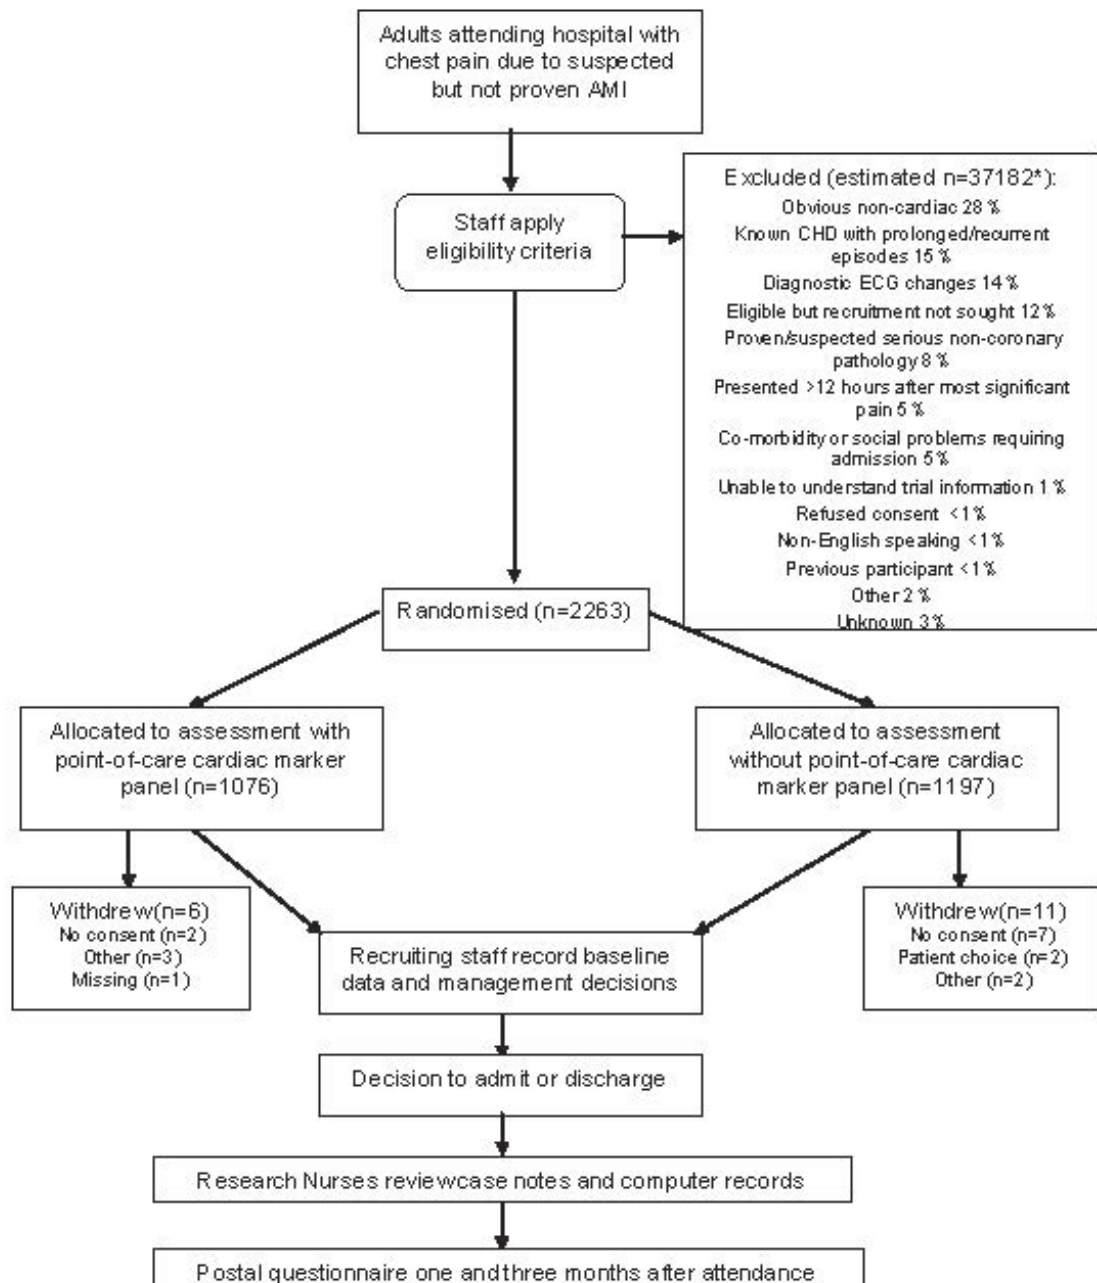 Adults attending hospital with
chest pain due to suspected
but not proven AMI
Staff apply
eligibility criteria
Excluded (estimated n=37182*):
Obvious non-cardiac 28 %
Known CHD with prolonged/recurrent
episodes 15 %
Diagnostic ECG changes 14 %
Eligible but recruitment not sought 12 %
Proven/suspected serious non-coronary
pathology 8 %
Presented >12 hours after most significant
pain 5 %
Co-morbidity or social problems requiring
admission 5 %
Unable to understand trial information 1 %
Refused consent <1 %
Non-English speaking <1 %
Previous participant <1 %
Other 2 %
Unknown 3 %
Randomised (n=2263)
Allocated to assessment with
point-of-care cardiac marker
panel (n=1076)
Allocated to assessment
without point-of-care cardiac
marker panel (n=1197)
Withdrew(n=6)
No consent (n=2)
Other (n=3)
Missing (n=1)
Recruiting staff record baseline
data and management decisions
Withdrew(n=11)
No consent (n=7)
Patient choice (n=2)
Other (n=2)
Decision to admit or discharge
Research Nurses reviewcase notes and computer records
Postal questionnaire one and three months after attendance